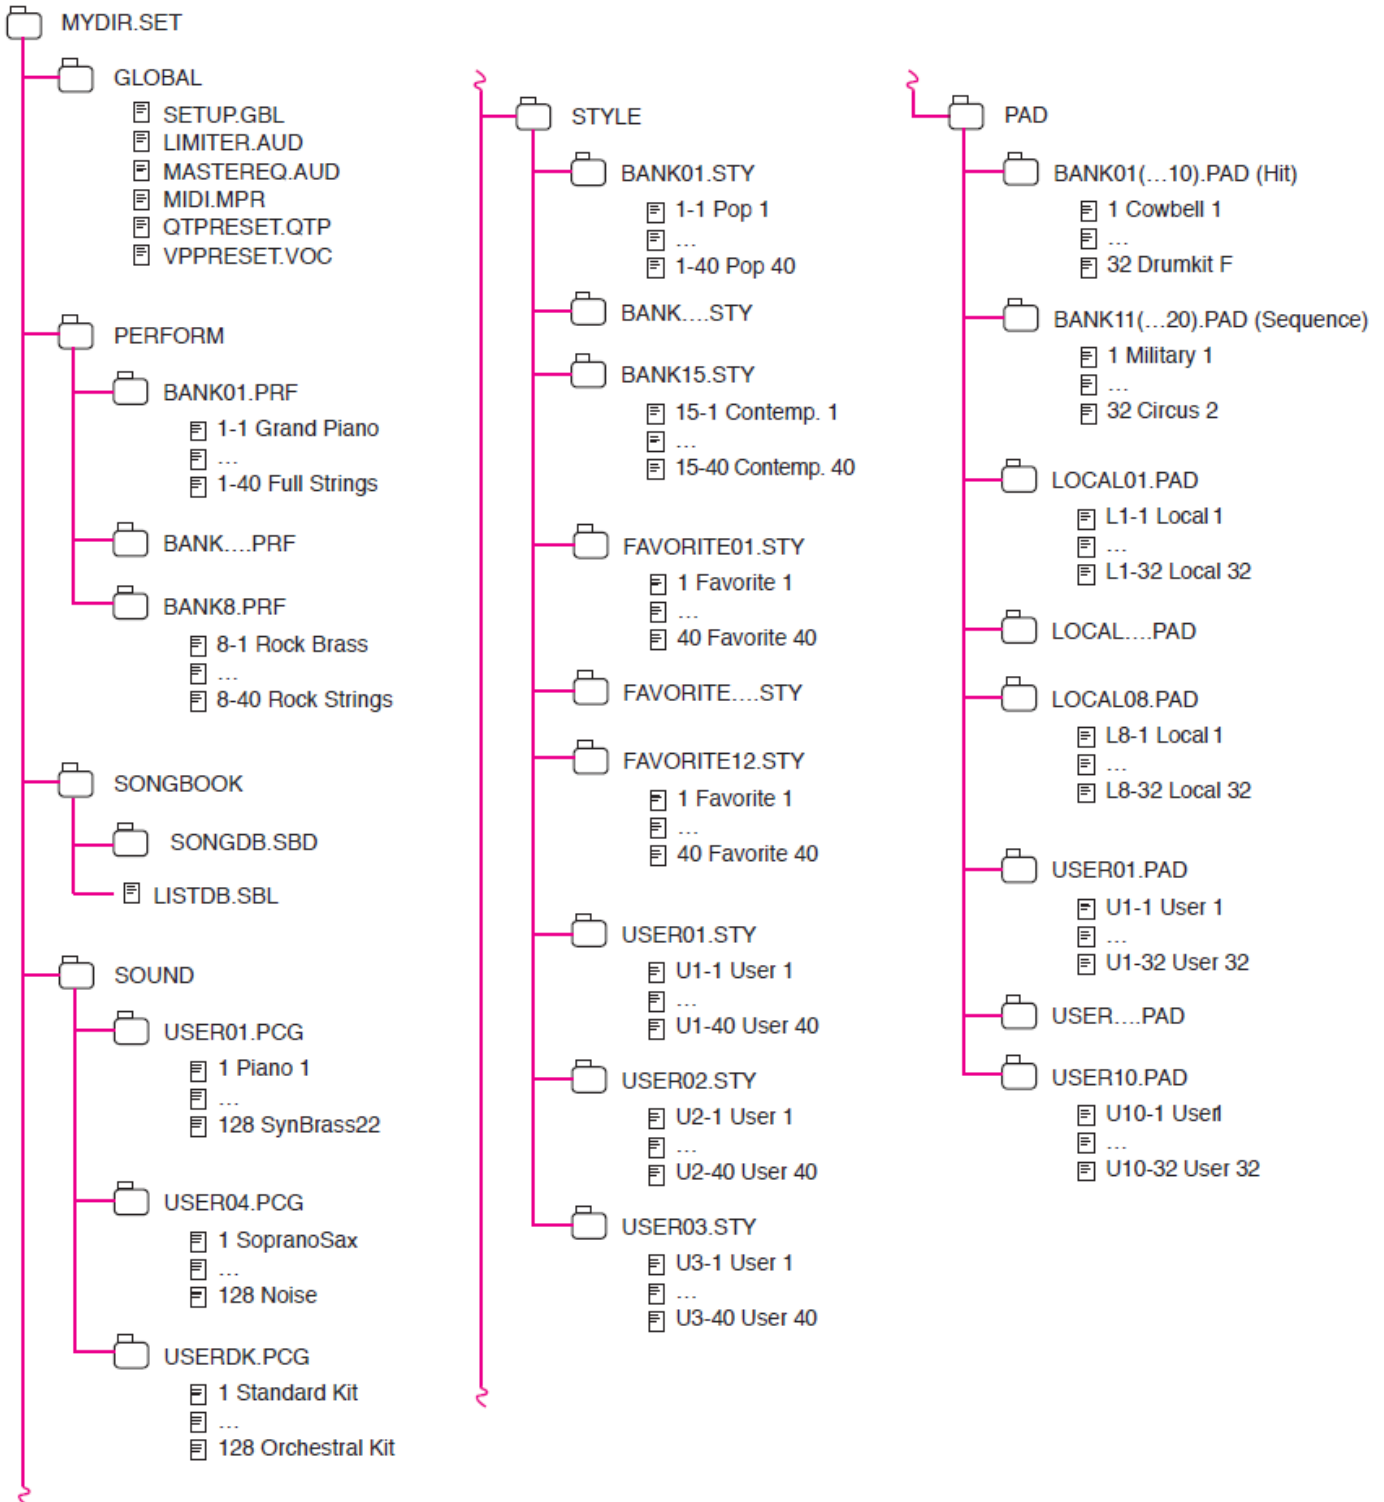 MYDIR.SET
GLOBAL
SETUP.GBL
LIMITER.AUD
MASTEREQ.AUD
MIDI.MPR
QTPRESET.QTP
VPPRESET.VOC
PERFORM
BANK01.PRF
1-1 Grand Piano
...
1-40 Full Strings
BANK....PRF
BANK8.PRF
8-1 Rock Brass
...
8-40 Rock Strings
SONGBOOK
SONGDB.SBD
LISTDB.SBL
SOUND
USER01.PCG
1 Piano 1
...
128 SynBrass22
USER04.PCG
1 SopranoSax
...
128 Noise
USERDK.PCG
1 Standard Kit
...
128 Orchestral Kit
STYLE
BANK01.STY
1-1 Pop 1
...
1-40 Pop 40
BANK....STY
BANK15.STY
15-1 Contemp. 1
...
15-40 Contemp. 40
FAVORITE01.STY
1 Favorite 1
...
40 Favorite 40
FAVORITE....STY
FAVORITE12.STY
1 Favorite 1
...
40 Favorite 40
USER01.STY
U1-1 User 1
...
U1-40 User 40
USER02.STY
U2-1 User 1
...
U2-40 User 40
USER03.STY
U3-1 User 1
...
U3-40 User 40
PAD
BANK01(...10).PAD (Hit)
1 Cowbell 1
...
32 Drumkit F
BANK11(...20).PAD (Sequence)
1 Military 1
...
32 Circus 2
LOCAL01.PAD
L1-1 Local 1
...
L1-32 Local 32
LOCAL....PAD
LOCAL08.PAD
L8-1 Local 1
...
L8-32 Local 32
USER01.PAD
U1-1 User 1
...
U1-32 User 32
USER....PAD
USER10.PAD
U10-1 User1
...
U10-32 User 32